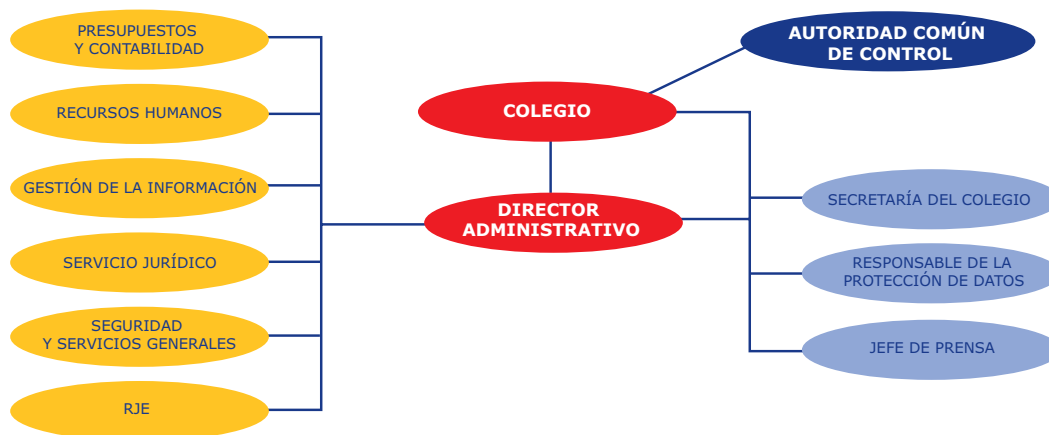 PRESUPUESTOS
Y CONTABILIDAD
RECURSOS HUMANOS
GESTIÓN DE LA INFORMACIÓN
SERVICIO JURÍDICO
SEGURIDAD
Y SERVICIOS GENERALES
RJE
COLEGIO
DIRECTOR
ADMINISTRATIVO
AUTORIDAD COMÚN
DE CONTROL
SECRETARÍA DEL COLEGIO
RESPONSABLE DE LA
PROTECCIÓN DE DATOS
JEFE DE PRENSA